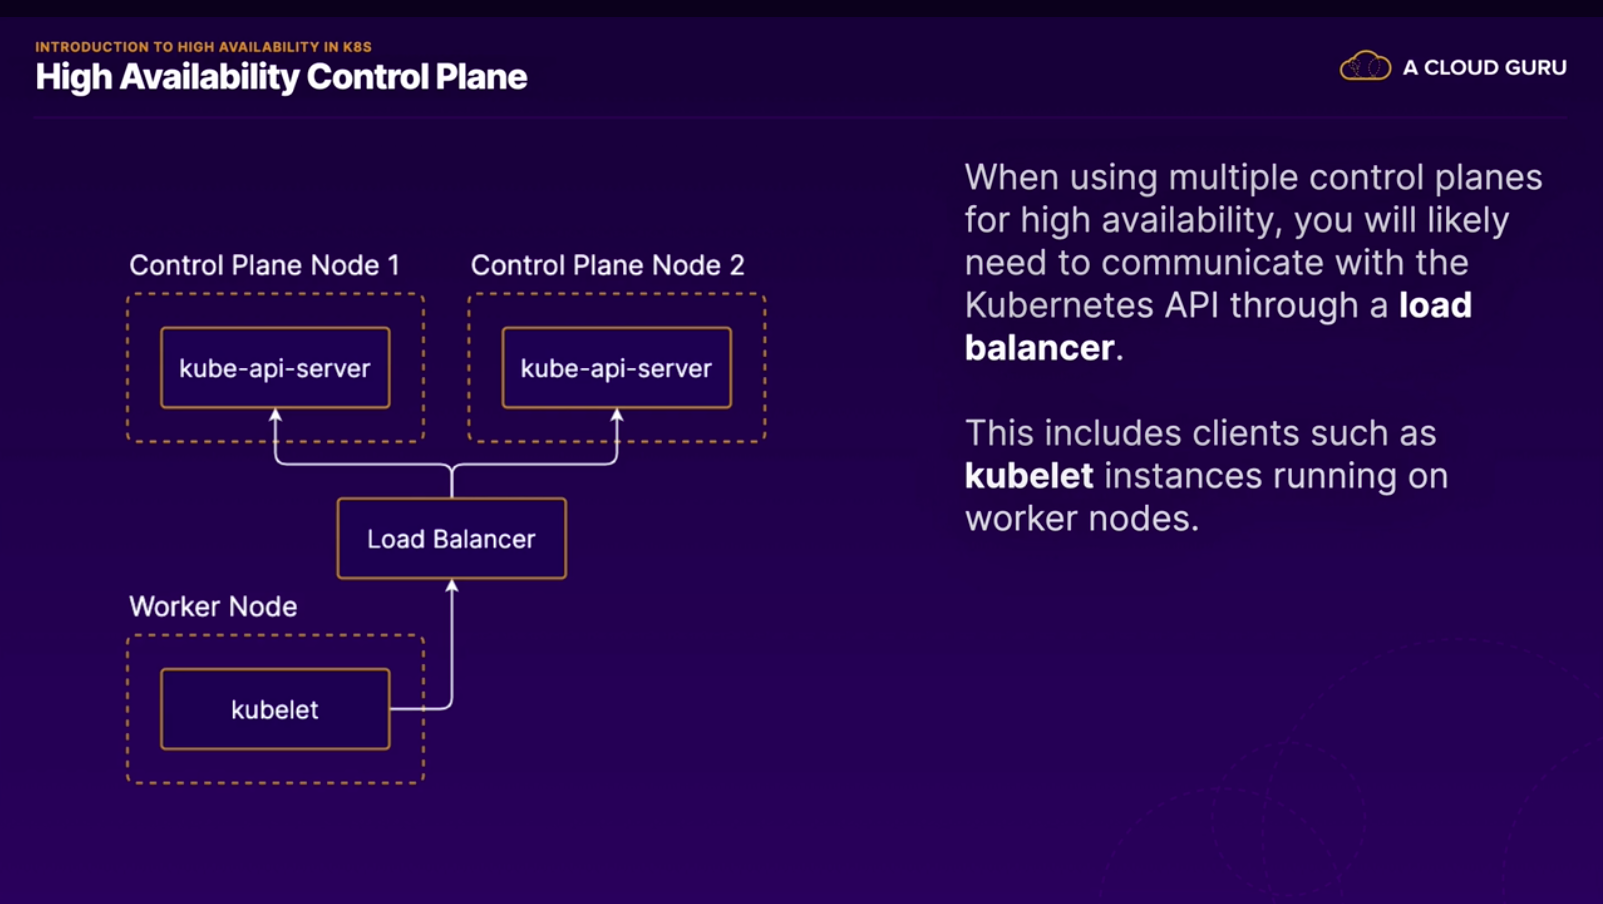 INTRODUCTION TO HIGH AVAILABILITY IN K8S
High Availability Control Plane
A CLOUD GURU
Control Plane Node 1
Control Plane Node 2
kube-api-server
kube-api-server
Load Balancer
Worker Node
kubelet
When using multiple control planes
for high availability, you will likely
need to communicate with the
Kubernetes API through a load
balancer.
This includes clients such as
kubelet instances running on
worker nodes.